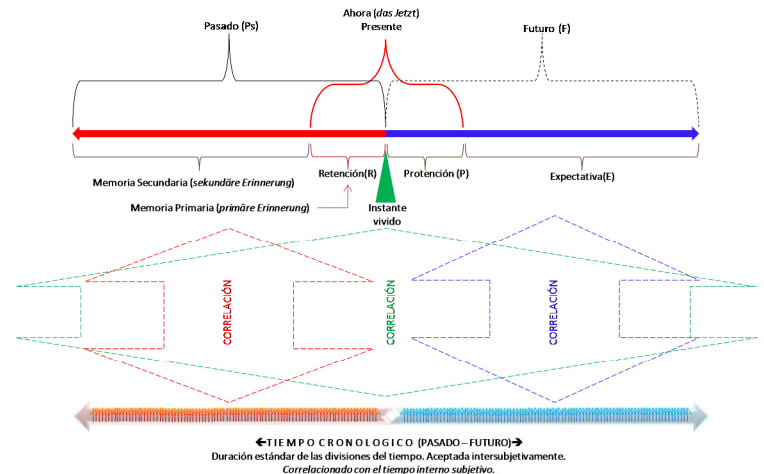 Ahora (das Jetzt)
Presente
Pasado (Ps)
Futuro (F)
Memoria Secundaria (sekundäre Erinnerung)
Retención(R)
Protención (P)
Expectativa(E)
Memoria Primaria (primäre Erinnerung)
Instante
vivido
CORRELACIÓN
CORRELACIÓN
CORRELACIÓN
←T I E M P O C R O N O L O G I C O (PASADO – FUTURO)→
Duración estándar de las divisiones del tiempo. Aceptada intersubjetivamente.
Correlacionado con el tiempo interno subjetivo.